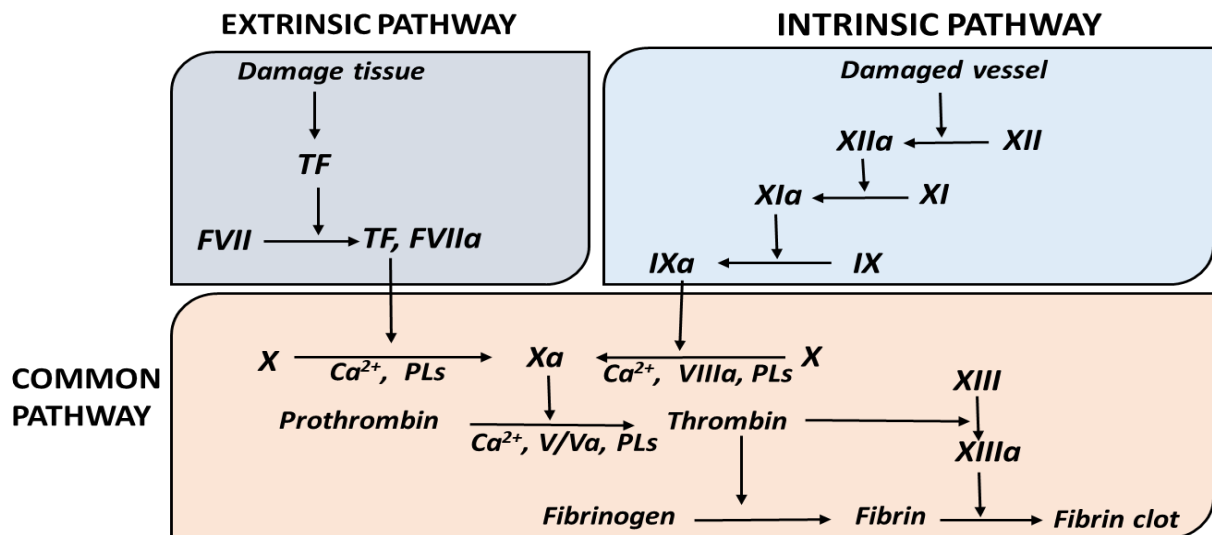 EXTRINSIC PATHWAY
INTRINSIC PATHWAY
Damage tissue
Damaged vessel
TF
XIIa
XII
XIa
XI
FVII
TF, FVIIa
IXa
IX
COMMON
PATHWAY
X
Ca²⁺, PLs
Xa
Ca²⁺, VIIIa, PLs
X
XIII
Prothrombin
Ca²⁺, V/Va, PLs
Thrombin
XIIIa
Fibrinogen
Fibrin
Fibrin clot